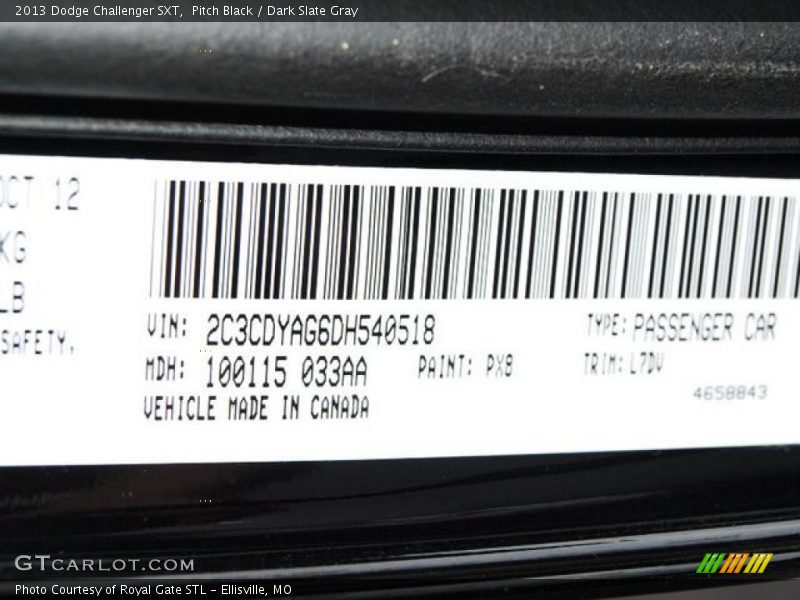 2013 Dodge Challenger SXT, Pitch Black / Dark Slate Gray
OCT 12
KG
LB
SAFETY,
VIN: 2C3CDYAG6DH540518 TYPE: PASSENGER CAR
MDH: 100115 033AA PAINT: PX8 TRIM: L7DV
4658843
VEHICLE MADE IN CANADA
GTCARLOT.COM
Photo Courtesy of Royal Gate STL – Ellisville, MO